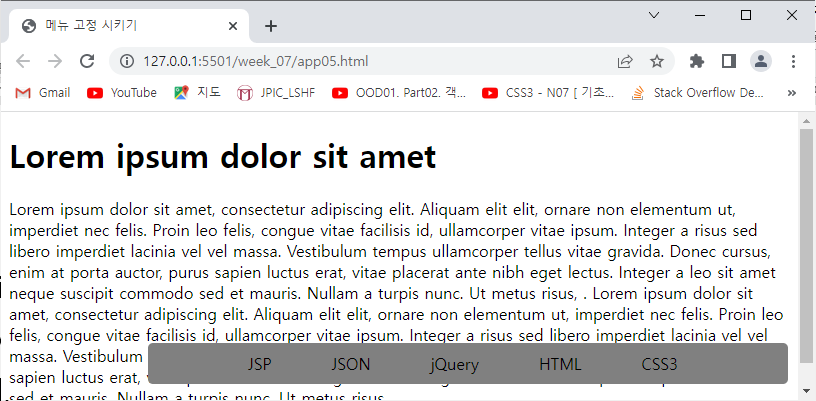 메뉴 고정 시키기
127.0.0.1:5501/week_07/app05.html
Gmail YouTube 지도 JPIC_LSHF OOD01. Part02. 객... CSS3 - N07 [ 기초... Stack Overflow De... »
Lorem ipsum dolor sit amet
Lorem ipsum dolor sit amet, consectetur adipiscing elit. Aliquam elit elit, ornare non elementum ut,
imperdiet nec felis. Proin leo felis, congue vitae facilisis id, ullamcorper vitae ipsum. Integer a risus sed
libero imperdiet lacinia vel vel massa. Vestibulum tempus ullamcorper tellus vitae gravida. Donec cursus,
enim at porta auctor, purus sapien luctus erat, vitae placerat ante nibh eget lectus. Integer a leo sit amet
neque suscipit commodo sed et mauris. Nullam a turpis nunc. Ut metus risus, . Lorem ipsum dolor sit
amet, consectetur adipiscing elit. Aliquam elit elit, ornare non elementum ut, imperdiet nec felis. Proin leo
felis, congue vitae facilisis id, ullamcorper vitae ipsum. Integer a risus sed libero imperdiet lacinia vel vel
massa. Vestibulum
JSP JSON jQuery HTML CSS3
sapien luctus erat,
sed et mauris. Nullam a turpis nunc. Ut metus risus